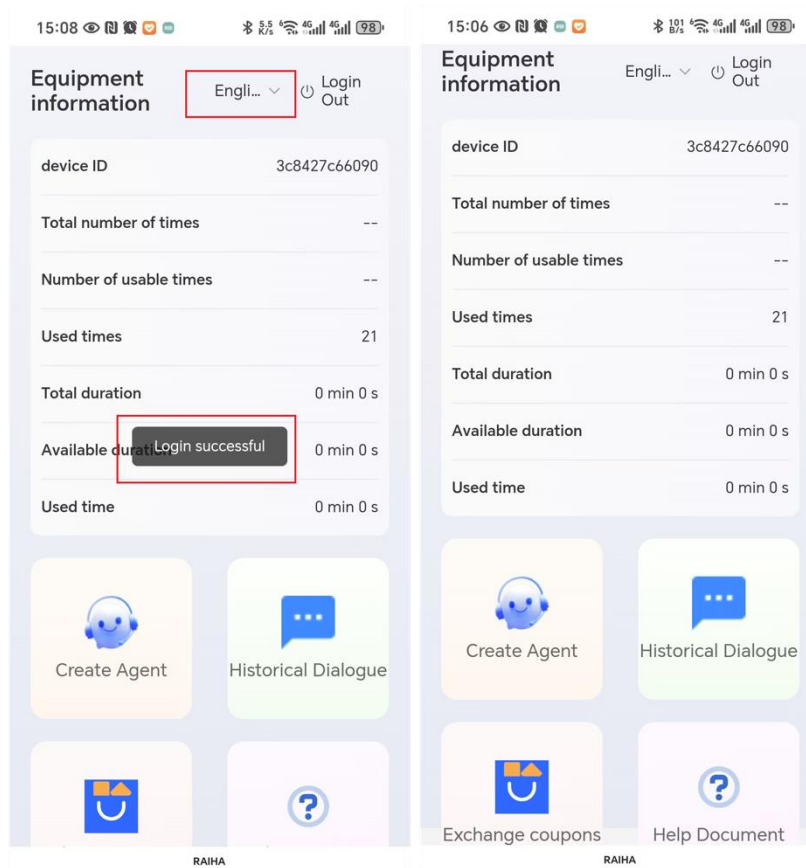 15:08
5.5 K/s
4G
4G
98
Equipment
information
Engli...
Login
Out
device ID
3c8427c66090
Total number of times
--
Number of usable times
--
Used times
21
Total duration
0 min 0 s
Available duration
0 min 0 s
Login successful
Used time
0 min 0 s
Create Agent
Historical Dialogue
RAIHA
15:06
101 B/s
4G
4G
98
Equipment
information
Engli...
Login
Out
device ID
3c8427c66090
Total number of times
--
Number of usable times
--
Used times
21
Total duration
0 min 0 s
Available duration
0 min 0 s
Used time
0 min 0 s
Create Agent
Historical Dialogue
Exchange coupons
Help Document
RAIHA